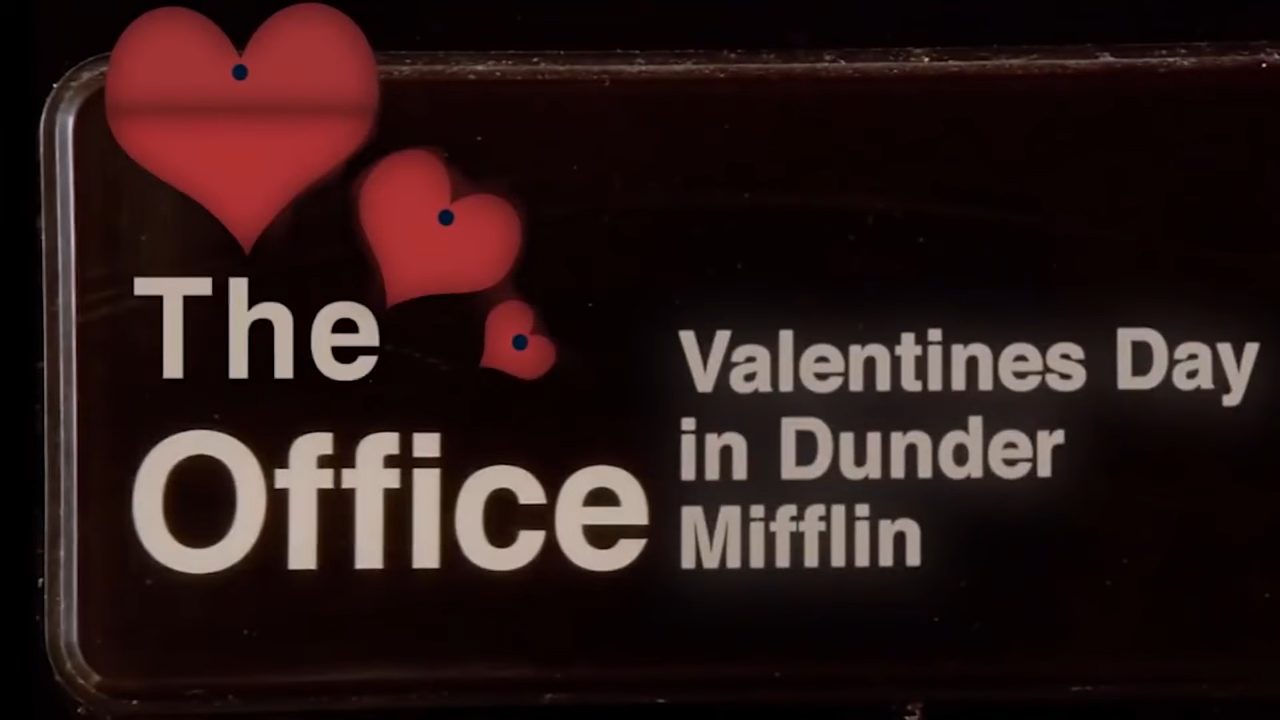 The
Office
Valentines Day
in Dunder
Mifflin